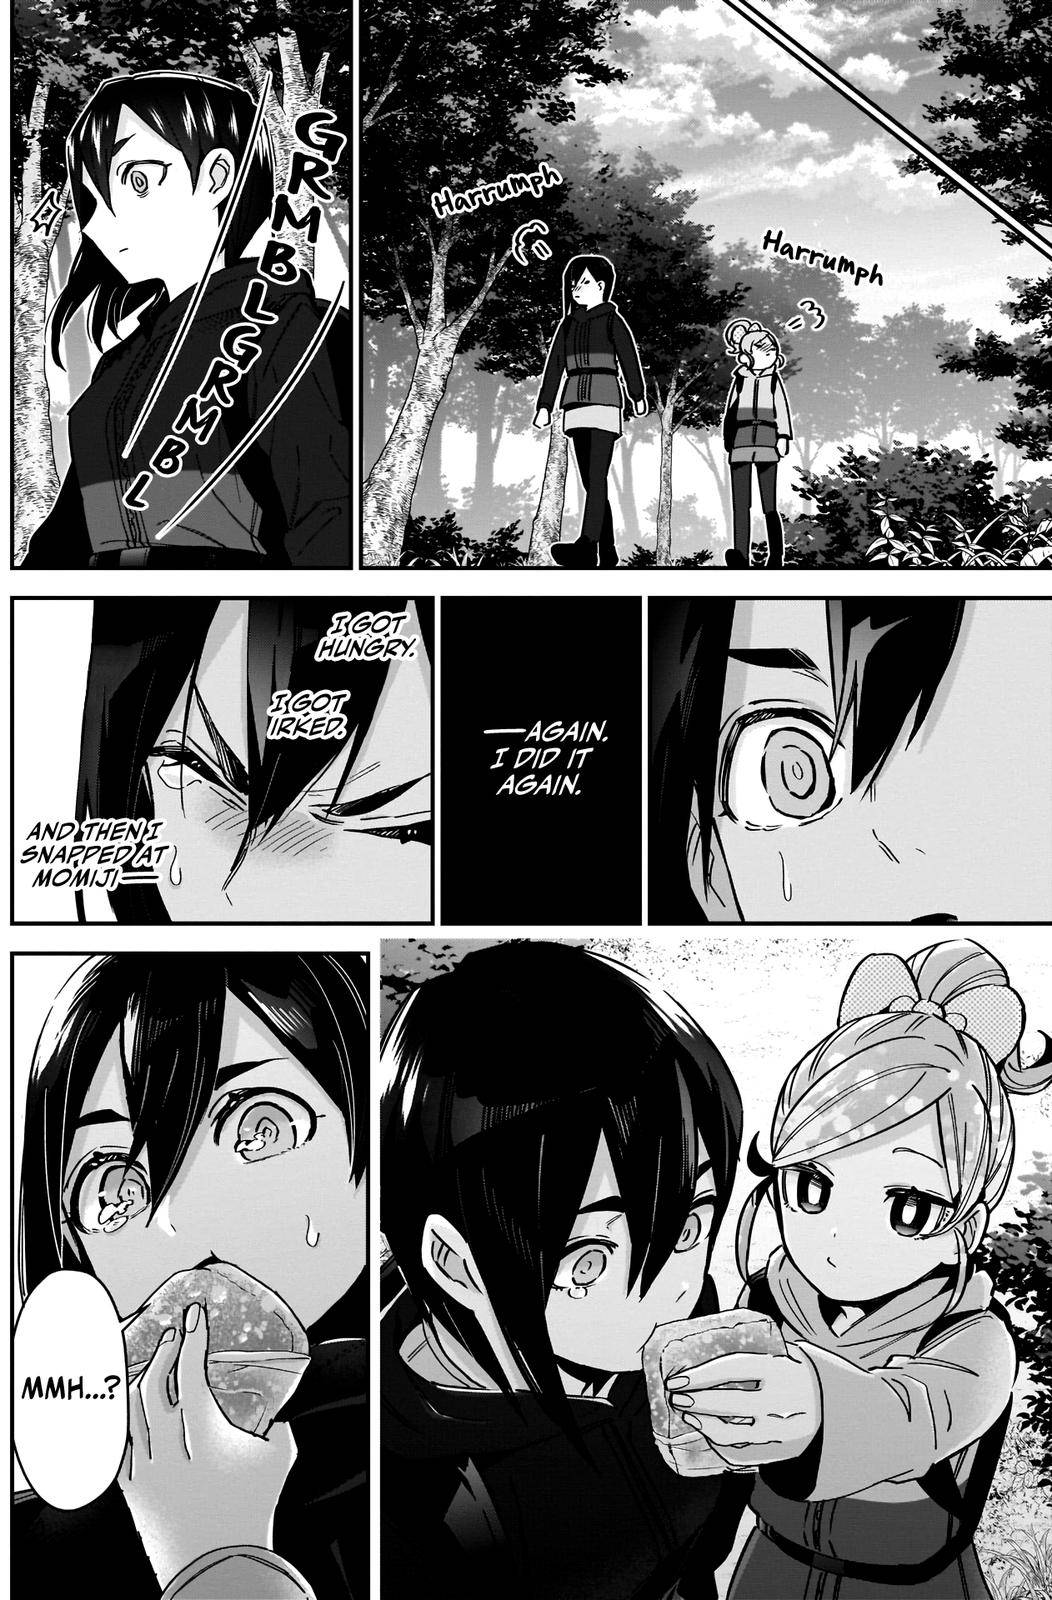 Harrumph
Harrumph
GRMBLGRMBL
—AGAIN.
I DID IT
AGAIN.
I GOT
HUNGRY.
I GOT
IRKED.
AND THEN I
SNAPPED AT
MOMIJI—
MMH...?